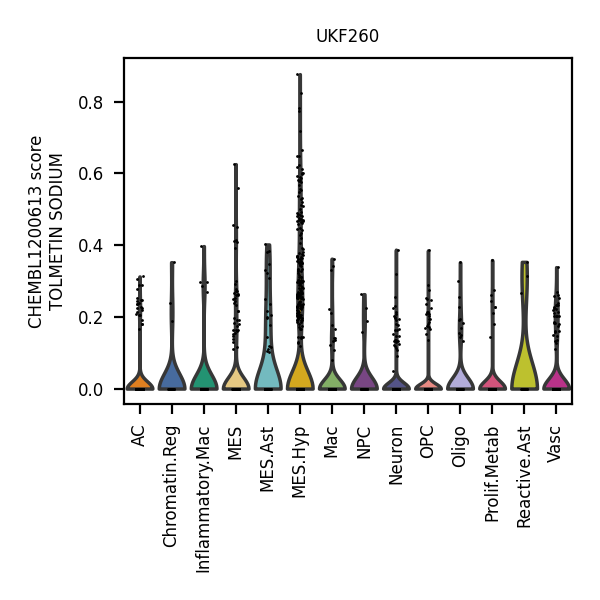 UKF260
CHEMBL1200613 score
TOLMETIN SODIUM
0.8
0.6
0.4
0.2
0.0
AC
Chromatin.Reg
Inflammatory.Mac
MES
MES.Ast
MES.Hyp
Mac
NPC
Neuron
OPC
Oligo
Prolif.Metab
Reactive.Ast
Vasc